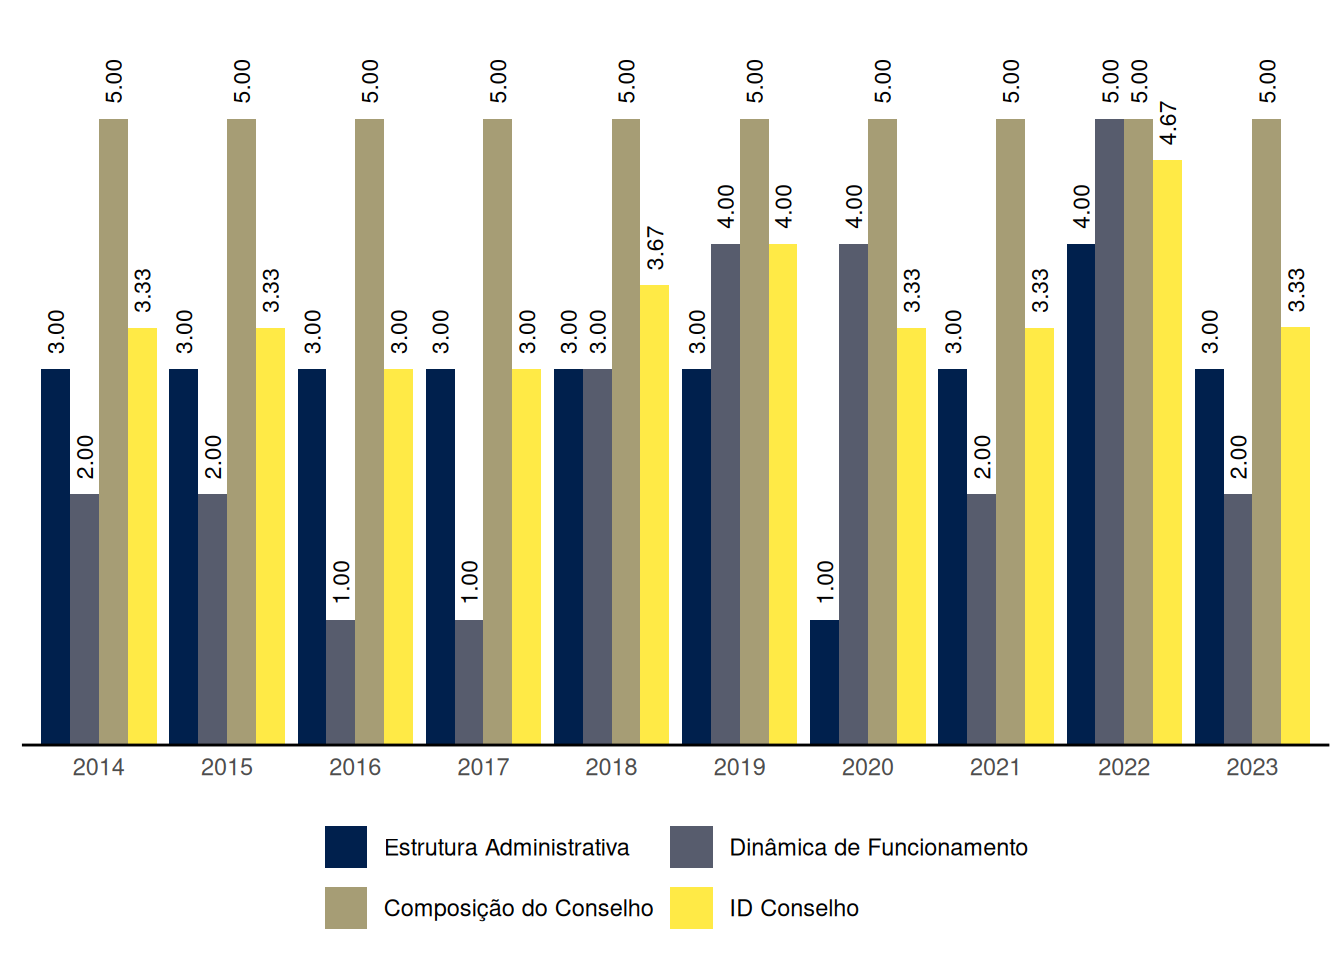 3.00 2.00 5.00 3.33
3.00 2.00 5.00 3.33
3.00 1.00 5.00 3.00
3.00 1.00 5.00 3.00
3.00 3.00 5.00 3.67
3.00 4.00 5.00 4.00
1.00 4.00 5.00 3.33
3.00 2.00 5.00 3.33
4.00 5.00 5.00 4.67
3.00 2.00 5.00 3.33
2014 2015 2016 2017 2018 2019 2020 2021 2022 2023
Estrutura Administrativa Dinâmica de Funcionamento
Composição do Conselho ID Conselho